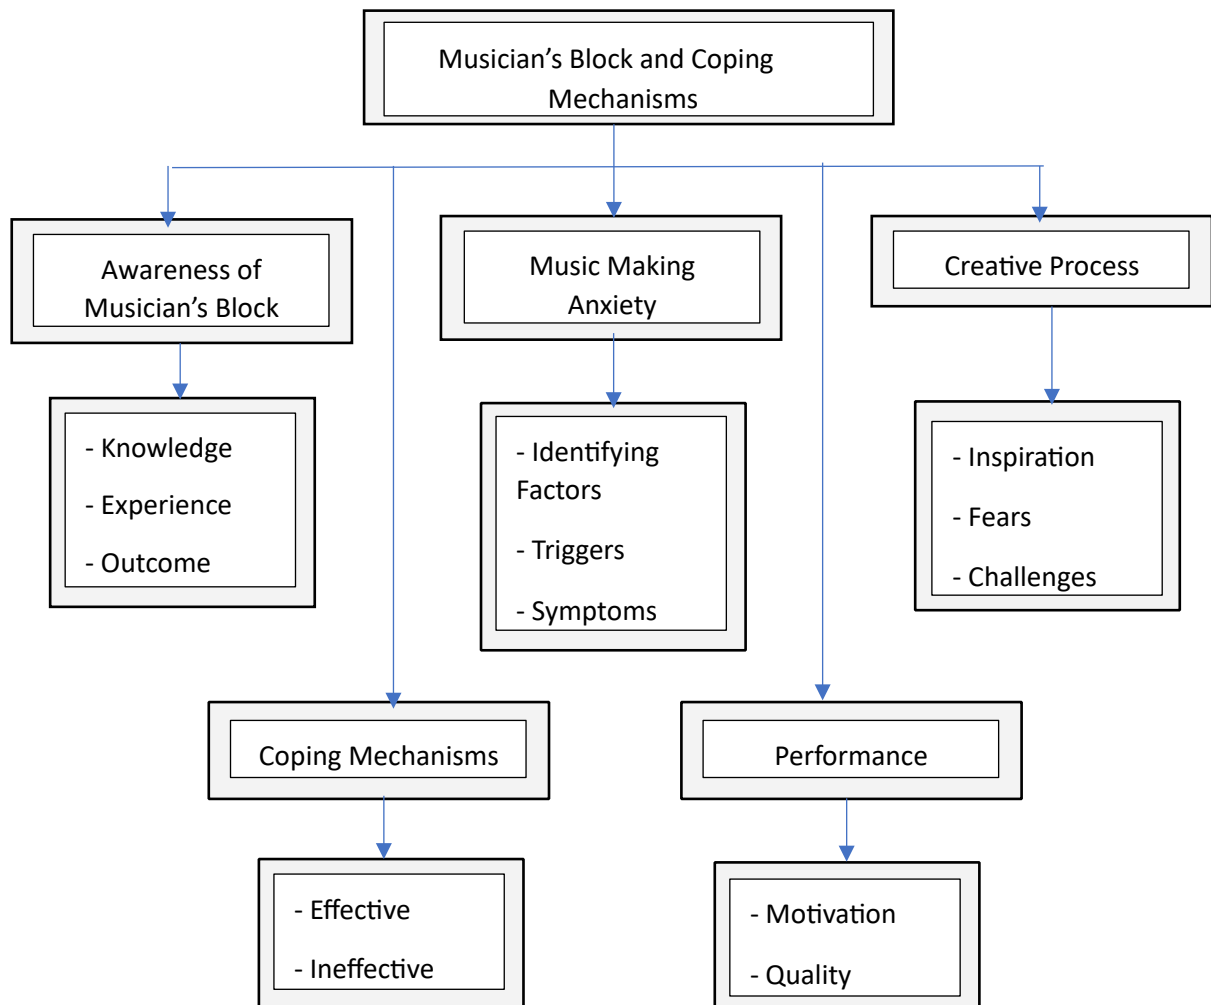 Musician’s Block and Coping
Mechanisms
Awareness of
Musician’s Block
Music Making
Anxiety
Creative Process
- Knowledge
- Experience
- Outcome
- Identifying
Factors
- Triggers
- Symptoms
- Inspiration
- Fears
- Challenges
Coping Mechanisms
Performance
- Effective
- Ineffective
- Motivation
- Quality